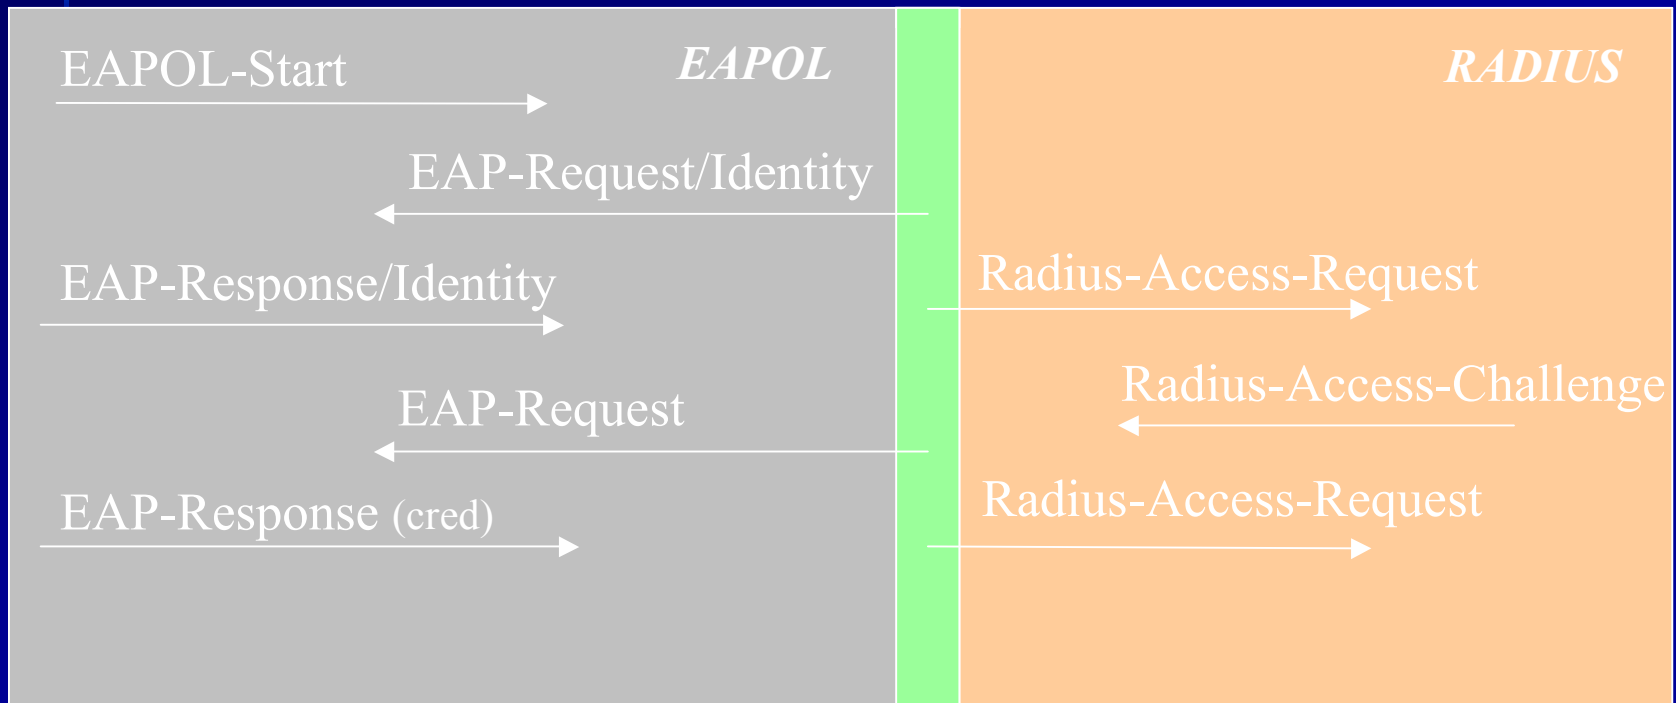 EAPOL-Start
EAPOL
RADIUS
EAP-Request/Identity
EAP-Response/Identity
Radius-Access-Request
EAP-Request
Radius-Access-Challenge
EAP-Response (cred)
Radius-Access-Request